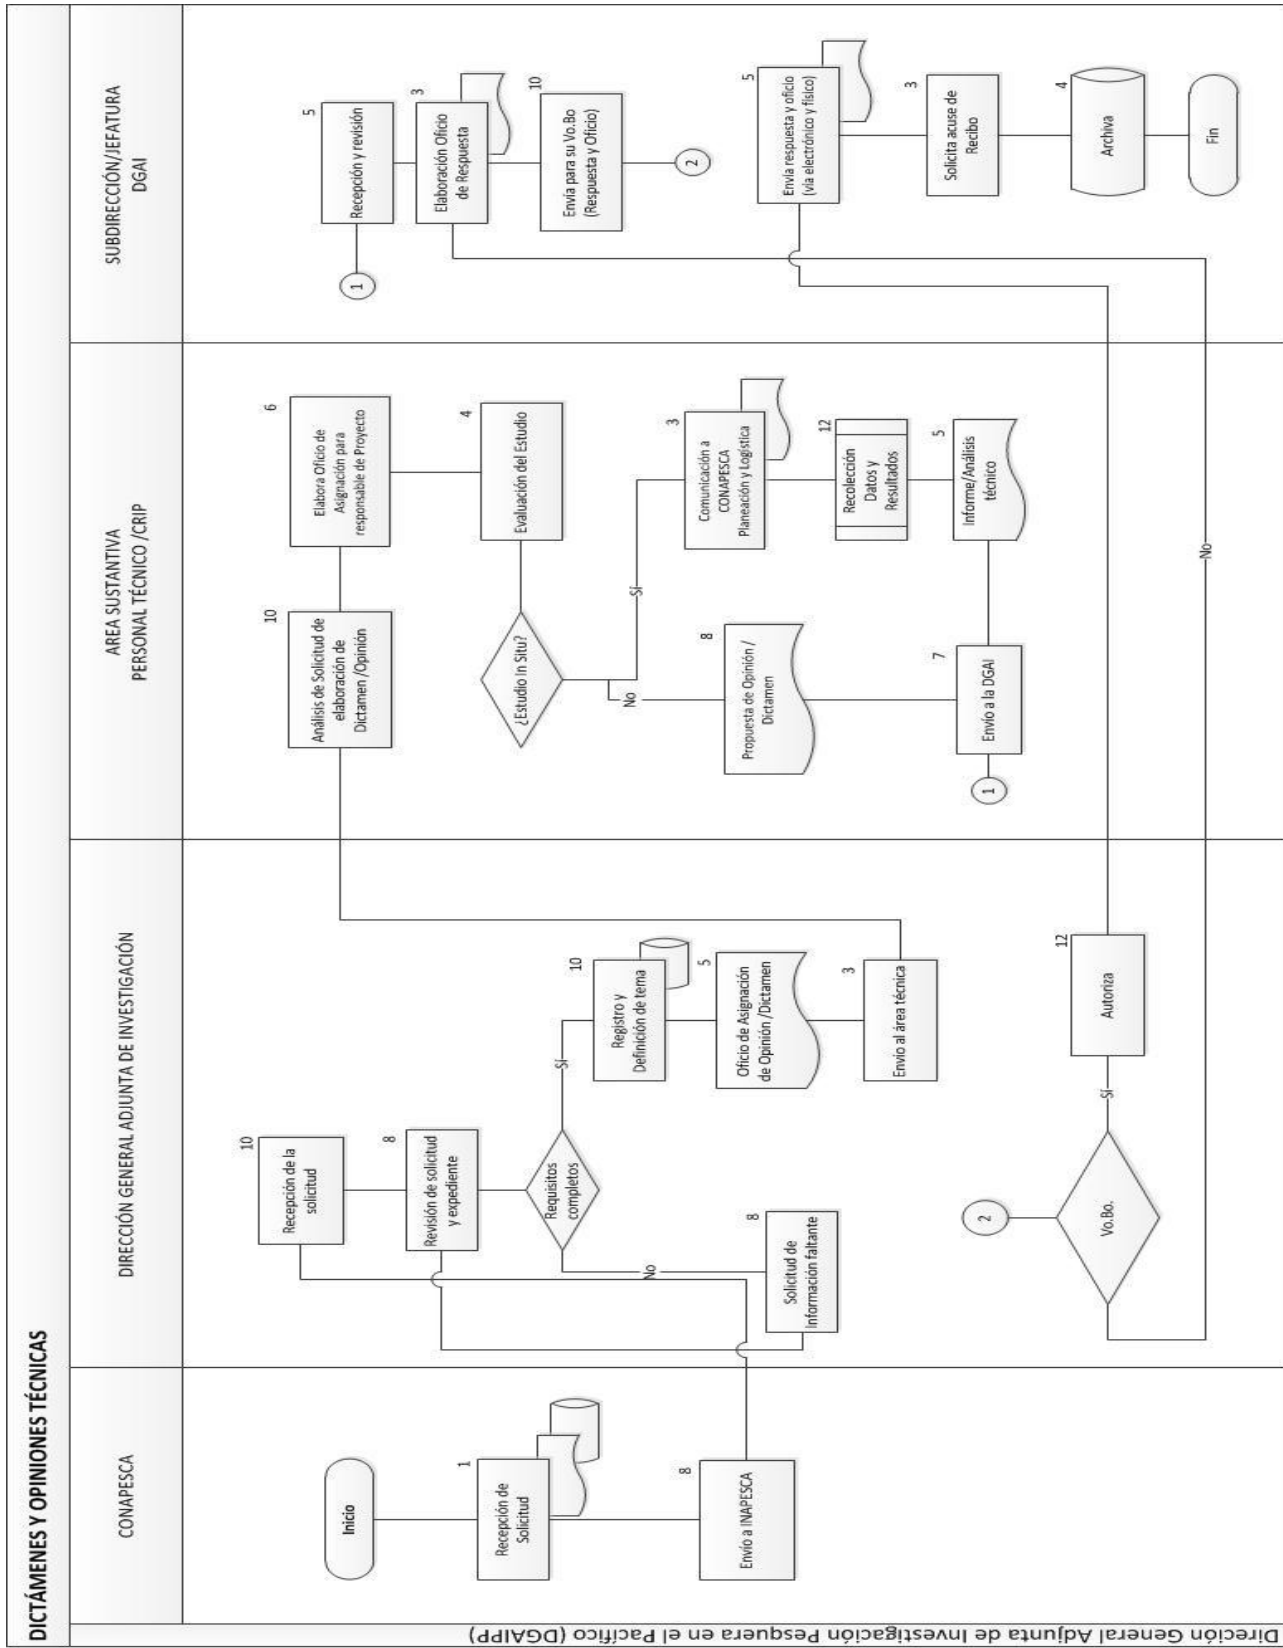 DICTÁMENES Y OPINIONES TÉCNICAS
Dirección General Adjunta de Investigación Pesquera en el Pacífico (DGAIPP)
CONAPESCA
Inicio
1
Recepción de
Solicitud
8
Envío a INAPESCA
DIRECCIÓN GENERAL ADJUNTA DE INVESTIGACIÓN
10
Recepción de la
solicitud
8
Revisión de solicitud
y expediente
Requisitos
completos
No
Sí
8
Solicitud de
Información faltante
10
Registro y
Definición de tema
5
Oficio de Asignación
de Opinión /Dictamen
3
Envío al área técnica
2
Vo.Bo.
Sí
12
Autoriza
AREA SUSTANTIVA
PERSONAL TÉCNICO /CRIP
10
Análisis de Solicitud de
elaboración de
Dictamen /Opinión
6
Elabora Oficio de
Asignación para
responsable de Proyecto
4
Evaluación del Estudio
¿Estudio In Situ?
No
Sí
8
Propuesta de Opinión /
Dictamen
3
Comunicación a
CONAPESCA
Planeación y Logística
12
Recolección
Datos y
Resultados
5
Informe/Análisis
técnico
7
Envío a la DGAI
1
No
SUBDIRECCIÓN/JEFATURA
DGAI
1
5
Recepción y revisión
3
Elaboración Oficio
de Respuesta
10
Envía para su Vo.Bo
(Respuesta y Oficio)
2
5
Envía respuesta y oficio
(vía electrónico y físico)
3
Solicita acuse de
Recibo
4
Archiva
Fin